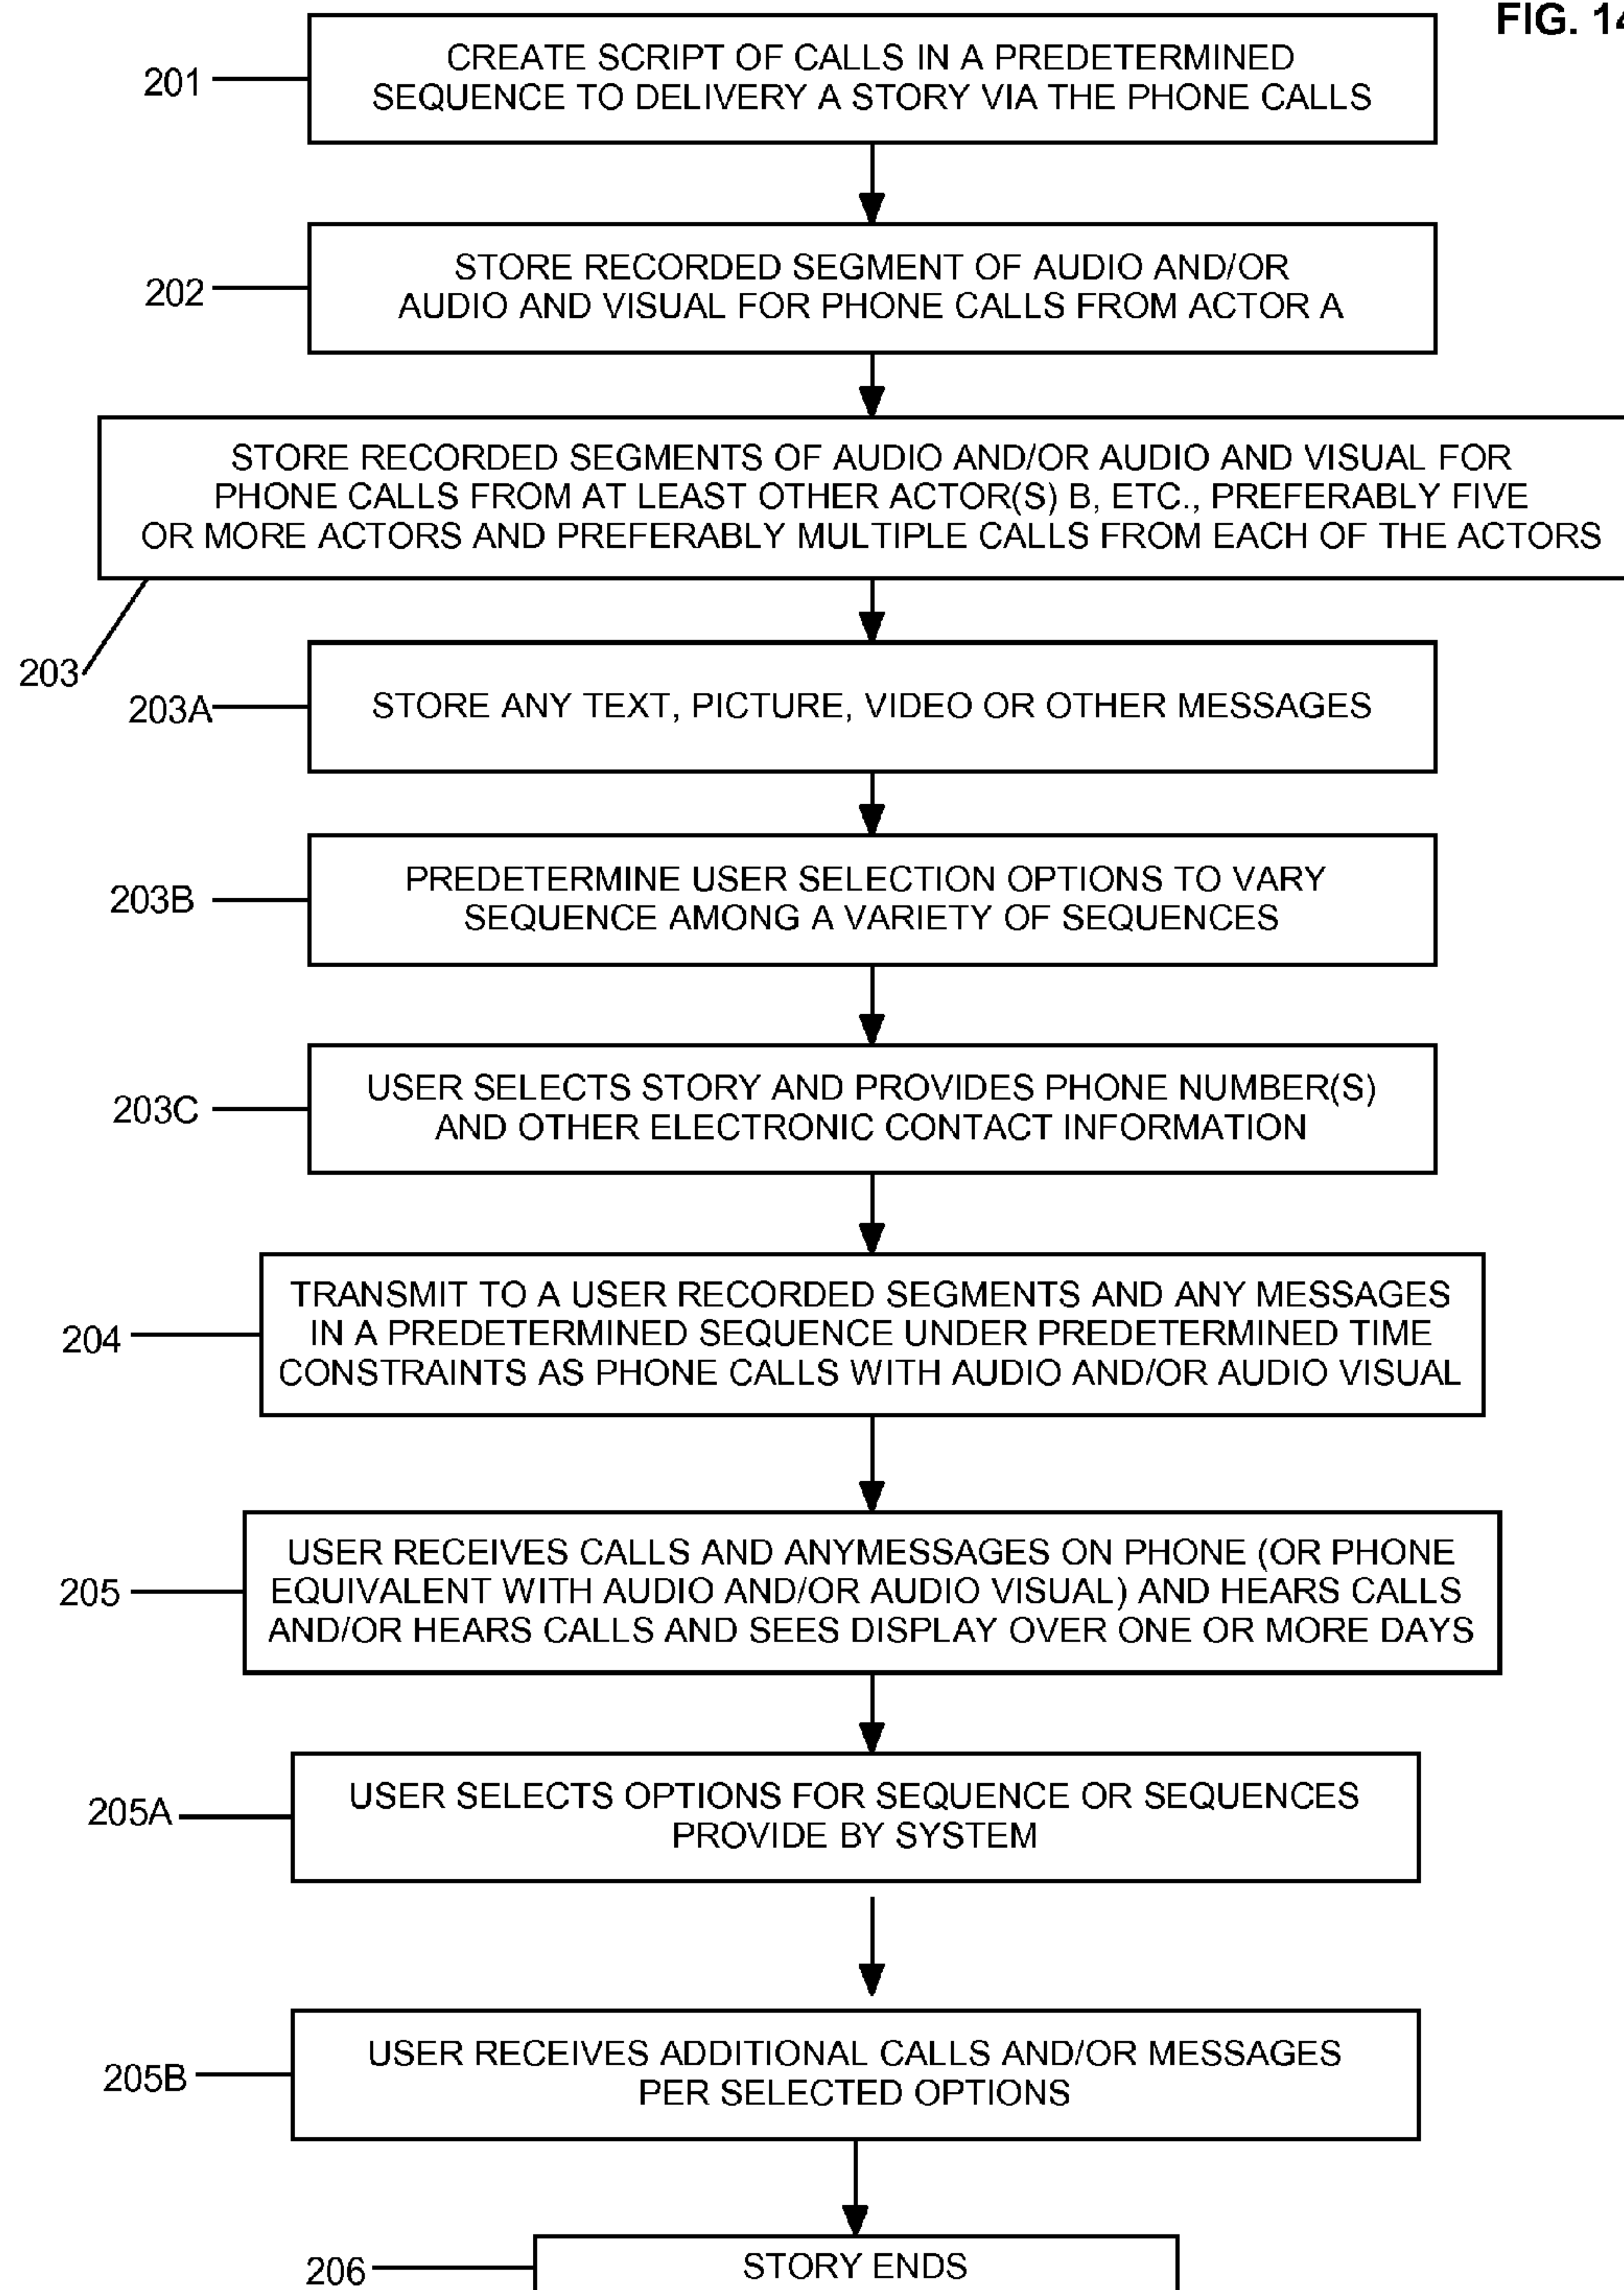 FIG. 14
201
CREATE SCRIPT OF CALLS IN A PREDETERMINED
SEQUENCE TO DELIVERY A STORY VIA THE PHONE CALLS
202
STORE RECORDED SEGMENT OF AUDIO AND/OR
AUDIO AND VISUAL FOR PHONE CALLS FROM ACTOR A
STORE RECORDED SEGMENTS OF AUDIO AND/OR AUDIO AND VISUAL FOR
PHONE CALLS FROM AT LEAST OTHER ACTOR(S) B, ETC., PREFERABLY FIVE
OR MORE ACTORS AND PREFERABLY MULTIPLE CALLS FROM EACH OF THE ACTORS
203
203A
STORE ANY TEXT, PICTURE, VIDEO OR OTHER MESSAGES
203B
PREDETERMINE USER SELECTION OPTIONS TO VARY
SEQUENCE AMONG A VARIETY OF SEQUENCES
203C
USER SELECTS STORY AND PROVIDES PHONE NUMBER(S)
AND OTHER ELECTRONIC CONTACT INFORMATION
204
TRANSMIT TO A USER RECORDED SEGMENTS AND ANY MESSAGES
IN A PREDETERMINED SEQUENCE UNDER PREDETERMINED TIME
CONSTRAINTS AS PHONE CALLS WITH AUDIO AND/OR AUDIO VISUAL
205
USER RECEIVES CALLS AND ANYMESSAGES ON PHONE (OR PHONE
EQUIVALENT WITH AUDIO AND/OR AUDIO VISUAL) AND HEARS CALLS
AND/OR HEARS CALLS AND SEES DISPLAY OVER ONE OR MORE DAYS
205A
USER SELECTS OPTIONS FOR SEQUENCE OR SEQUENCES
PROVIDE BY SYSTEM
205B
USER RECEIVES ADDITIONAL CALLS AND/OR MESSAGES
PER SELECTED OPTIONS
206
STORY ENDS